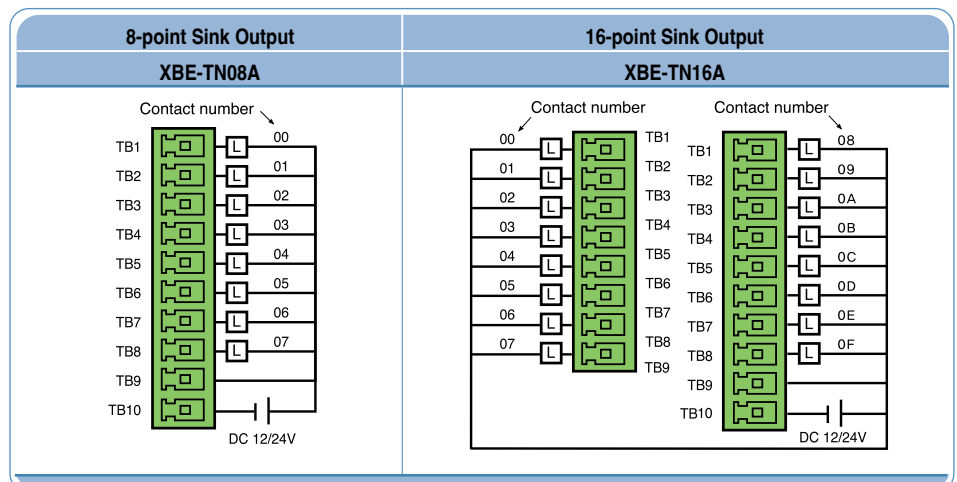 8-point Sink Output
16-point Sink Output
XBE-TN08A
XBE-TN16A
Contact number
TB1 L 00
TB2 L 01
TB3 L 02
TB4 L 03
TB5 L 04
TB6 L 05
TB7 L 06
TB8 L 07
TB9
TB10
DC 12/24V
Contact number
00 L TB1
01 L TB2
02 L TB3
03 L TB4
04 L TB5
05 L TB6
06 L TB7
07 L TB8
TB9
Contact number
TB1 L 08
TB2 L 09
TB3 L 0A
TB4 L 0B
TB5 L 0C
TB6 L 0D
TB7 L 0E
TB8 L 0F
TB9
TB10
DC 12/24V